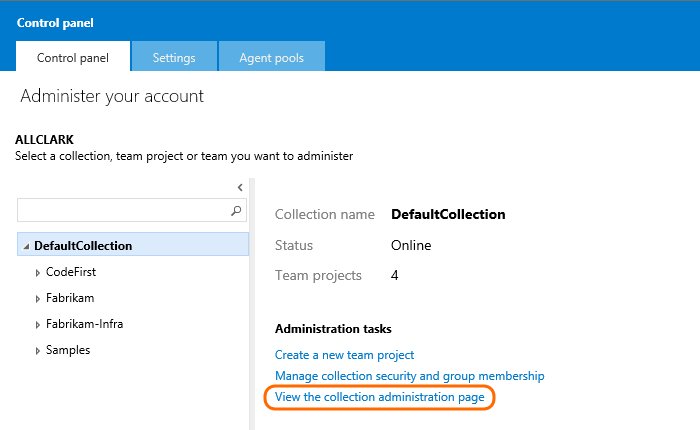 Control panel
Control panel
Settings
Agent pools
Administer your account
ALLCLARK
Select a collection, team project or team you want to administer
DefaultCollection
CodeFirst
Fabrikam
Fabrikam-Infra
Samples
Collection name DefaultCollection
Status Online
Team projects 4
Administration tasks
Create a new team project
Manage collection security and group membership
View the collection administration page